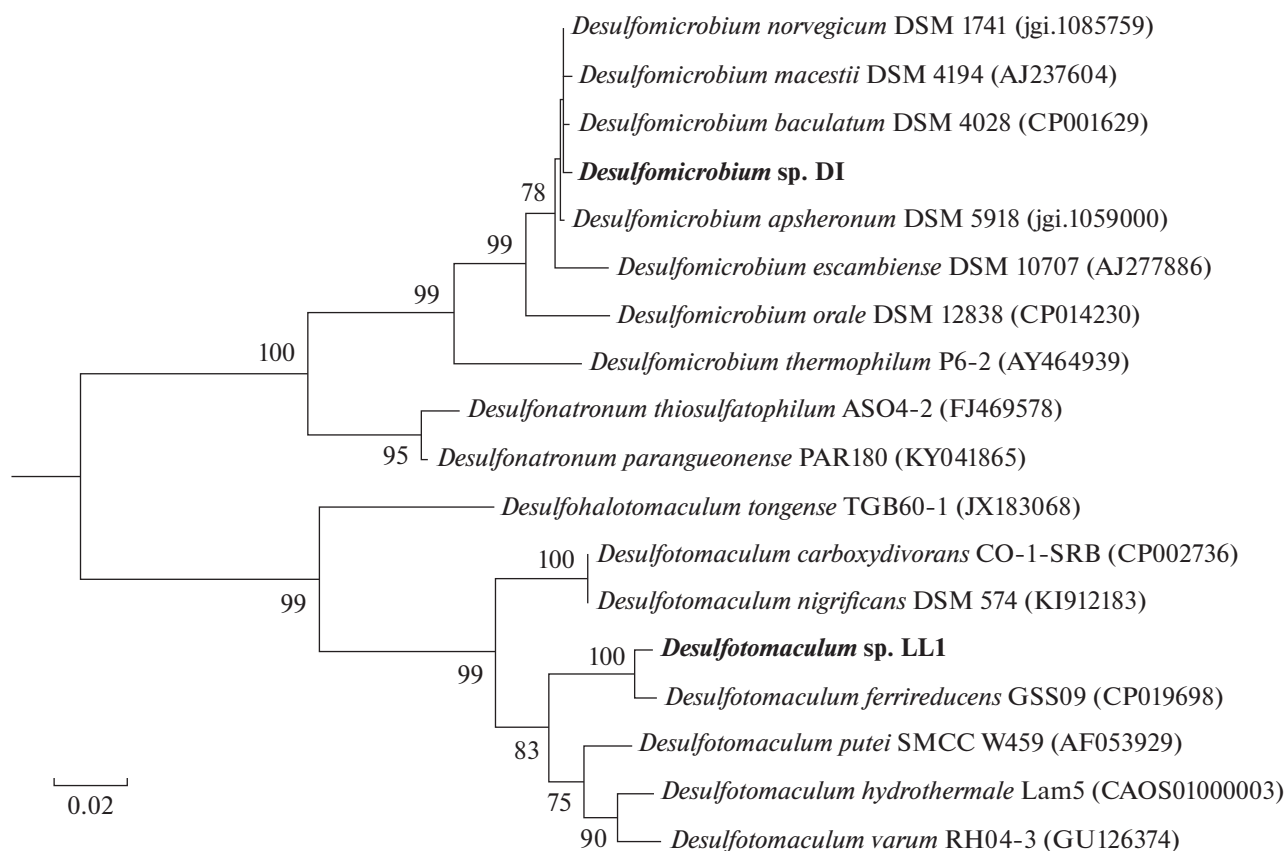 Desulfomicrobium norvegicum DSM 1741 (jgi.1085759)
Desulfomicrobium macestii DSM 4194 (AJ237604)
Desulfomicrobium baculatum DSM 4028 (CP001629)
Desulfomicrobium sp. DI
78
Desulfomicrobium apsheronum DSM 5918 (jgi.1059000)
99
Desulfomicrobium escambiense DSM 10707 (AJ277886)
99
Desulfomicrobium orale DSM 12838 (CP014230)
100
Desulfomicrobium thermophilum P6-2 (AY464939)
Desulfonatronum thiosulfatophilum ASO4-2 (FJ469578)
95
Desulfonatronum parangueonense PAR180 (KY041865)
Desulfohalotomaculum tongense TGB60-1 (JX183068)
100
Desulfotomaculum carboxydivorans CO-1-SRB (CP002736)
99
Desulfotomaculum nigrificans DSM 574 (KI912183)
100
Desulfotomaculum sp. LL1
99
Desulfotomaculum ferrireducens GSS09 (CP019698)
83
Desulfotomaculum putei SMCC W459 (AF053929)
75
Desulfotomaculum hydrothermale Lam5 (CAOS01000003)
90
Desulfotomaculum varum RH04-3 (GU126374)
0.02